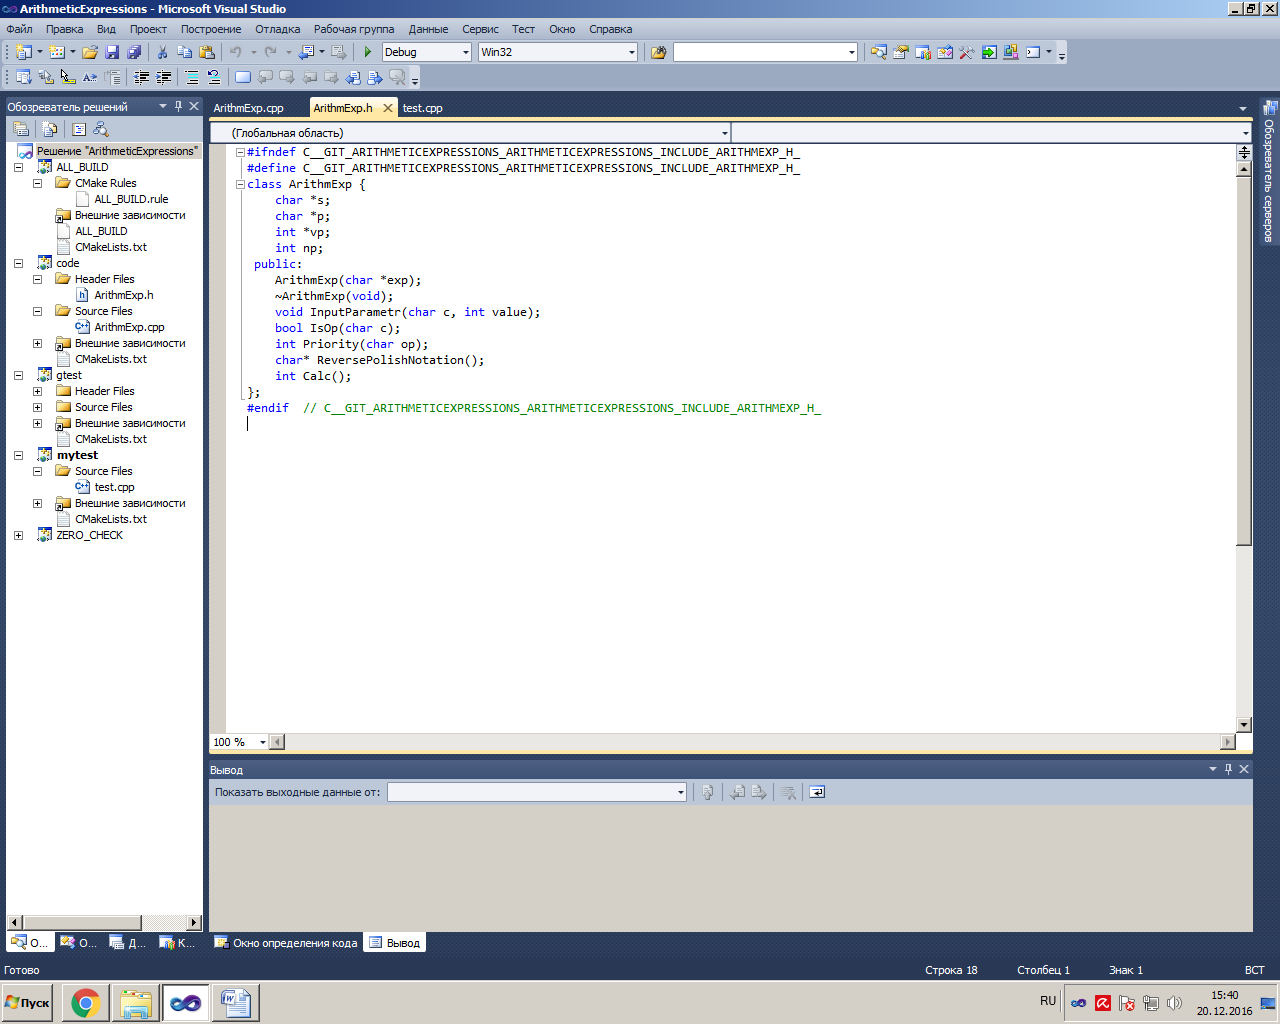 ArithmeticExpressions - Microsoft Visual Studio
Файл Правка Вид Проект Построение Отладка Рабочая группа Данные Сервис Тест Окно Справка
Debug Win32
Обозреватель решений
ArithmExp.cpp ArithmExp.h test.cpp
(Глобальная область)
Решение "ArithmeticExpressions"
ALL_BUILD
CMake Rules
ALL_BUILD.rule
Внешние зависимости
ALL_BUILD
CMakeLists.txt
code
Header Files
ArithmExp.h
Source Files
ArithmExp.cpp
Внешние зависимости
CMakeLists.txt
gtest
Header Files
Source Files
Внешние зависимости
CMakeLists.txt
mytest
Source Files
test.cpp
Внешние зависимости
CMakeLists.txt
ZERO_CHECK
#ifndef C__GIT_ARITHMETICEXPRESSIONS_ARITHMETICEXPRESSIONS_INCLUDE_ARITHMEXP_H_
#define C__GIT_ARITHMETICEXPRESSIONS_ARITHMETICEXPRESSIONS_INCLUDE_ARITHMEXP_H_
class ArithmExp {
char *s;
char *p;
int *vp;
int np;
public:
ArithmExp(char *exp);
~ArithmExp(void);
void InputParametr(char c, int value);
bool IsOp(char c);
int Priority(char op);
char* ReversePolishNotation();
int Calc();
};
#endif // C__GIT_ARITHMETICEXPRESSIONS_ARITHMETICEXPRESSIONS_INCLUDE_ARITHMEXP_H_
100 %
Обозреватель серверов
Вывод
Показать выходные данные от:
О... О... Д... К... Окно определения кода Вывод
Готово Строка 18 Столбец 1 Знак 1 ВСТ
Пуск RU 15:40
20.12.2016